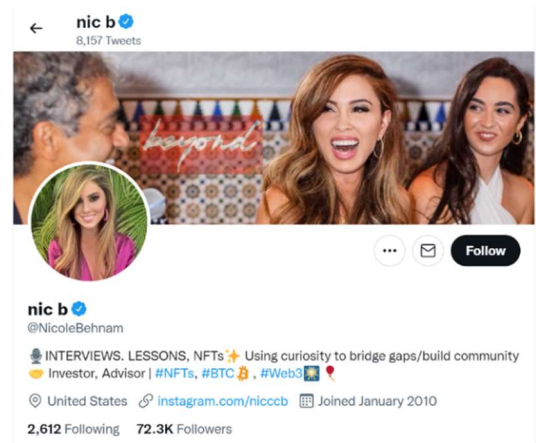 nic b
8,157 Tweets
beyond
Follow
nic b
@NicoleBehnam
INTERVIEWS. LESSONS, NFTs✨ Using curiosity to bridge gaps/build community
🤝 Investor, Advisor | #NFTs, #BTC ₿, #Web3🎇🎈
United States instagram.com/nicccb Joined January 2010
2,612 Following 72.3K Followers